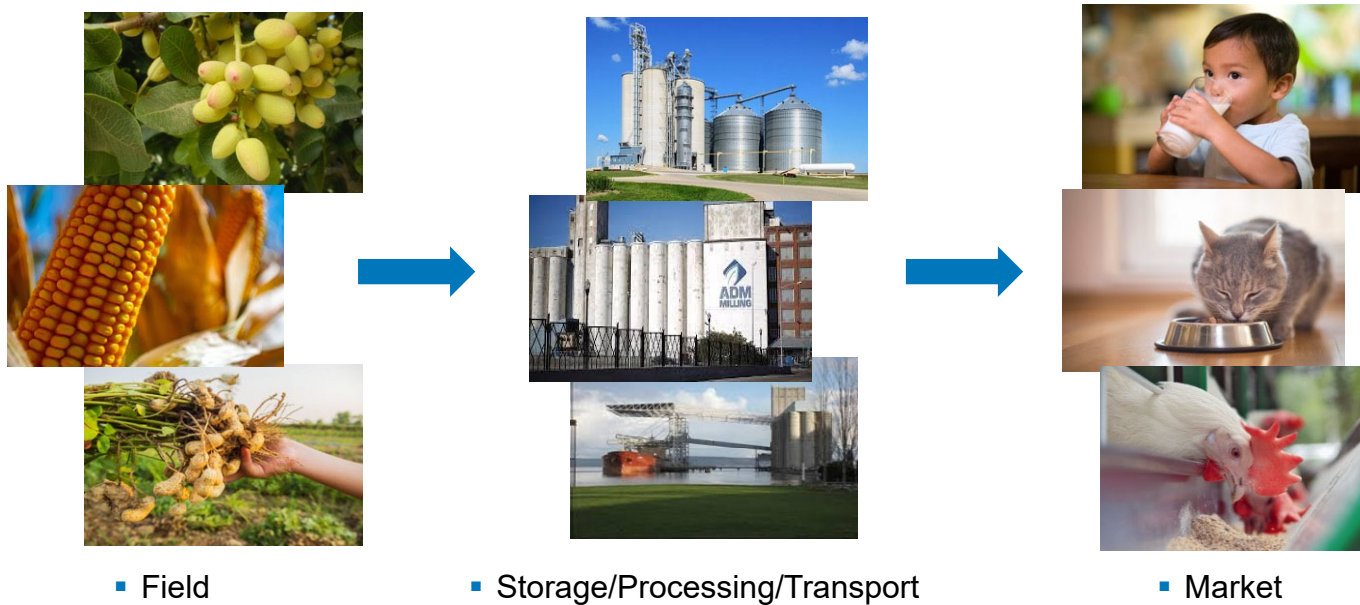 ADM
MILLING
▪ Field
▪ Storage/Processing/Transport
▪ Market